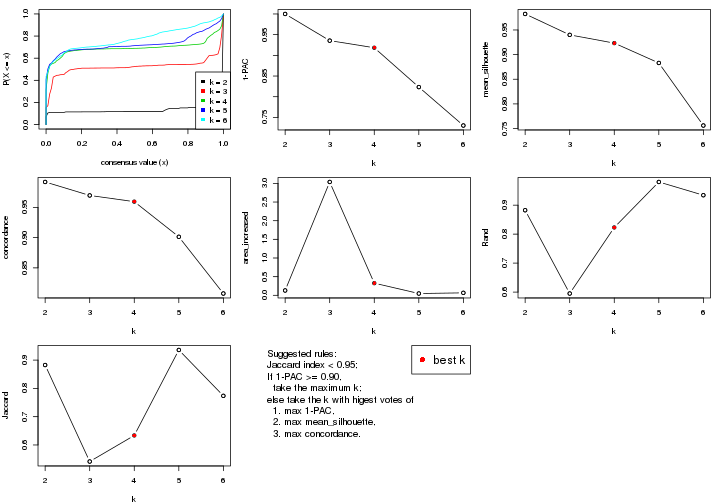 P(X <= x)
0.0 0.2 0.4 0.6 0.8 1.0
k = 2
k = 3
k = 4
k = 5
k = 6
0.0 0.2 0.4 0.6 0.8 1.0
consensus value (x)
1-PAC
0.75 0.85 0.95
2 3 4 5 6
k
mean_silhouette
0.75 0.80 0.85 0.90 0.95
2 3 4 5 6
k
concordance
0.85 0.90 0.95
2 3 4 5 6
k
area_increased
0.0 0.5 1.0 1.5 2.0 2.5 3.0
2 3 4 5 6
k
Rand
0.6 0.7 0.8 0.9
2 3 4 5 6
k
Jaccard
0.6 0.7 0.8 0.9
2 3 4 5 6
k
Suggested rules:
Jaccard index < 0.95;
If 1-PAC >= 0.90,
take the maximum k;
else take the k with higest votes of
1. max 1-PAC,
2. max mean_silhouette,
3. max concordance.
best k